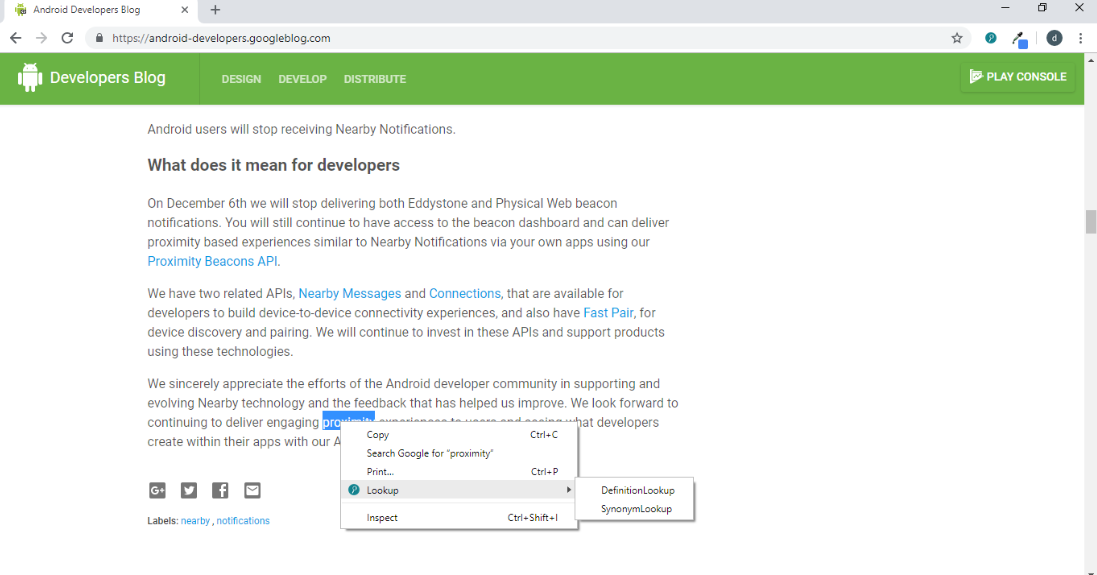 Android Developers Blog
https://android-developers.googleblog.com
d
Developers Blog
DESIGN DEVELOP DISTRIBUTE
PLAY CONSOLE
Android users will stop receiving Nearby Notifications.
What does it mean for developers
On December 6th we will stop delivering both Eddystone and Physical Web beacon
notifications. You will still continue to have access to the beacon dashboard and can deliver
proximity based experiences similar to Nearby Notifications via your own apps using our
Proximity Beacons API.
We have two related APIs, Nearby Messages and Connections, that are available for
developers to build device-to-device connectivity experiences, and also have Fast Pair, for
device discovery and pairing. We will continue to invest in these APIs and support products
using these technologies.
We sincerely appreciate the efforts of the Android developer community in supporting and
evolving Nearby technology and the feedback that has helped us improve. We look forward to
continuing to deliver engaging proximity experiences to users and seeing what developers
create within their apps with our A
Copy Ctrl+C
Search Google for "proximity"
Print... Ctrl+P
Lookup
DefinitionLookup
SynonymLookup
Inspect Ctrl+Shift+I
G+
Labels: nearby , notifications